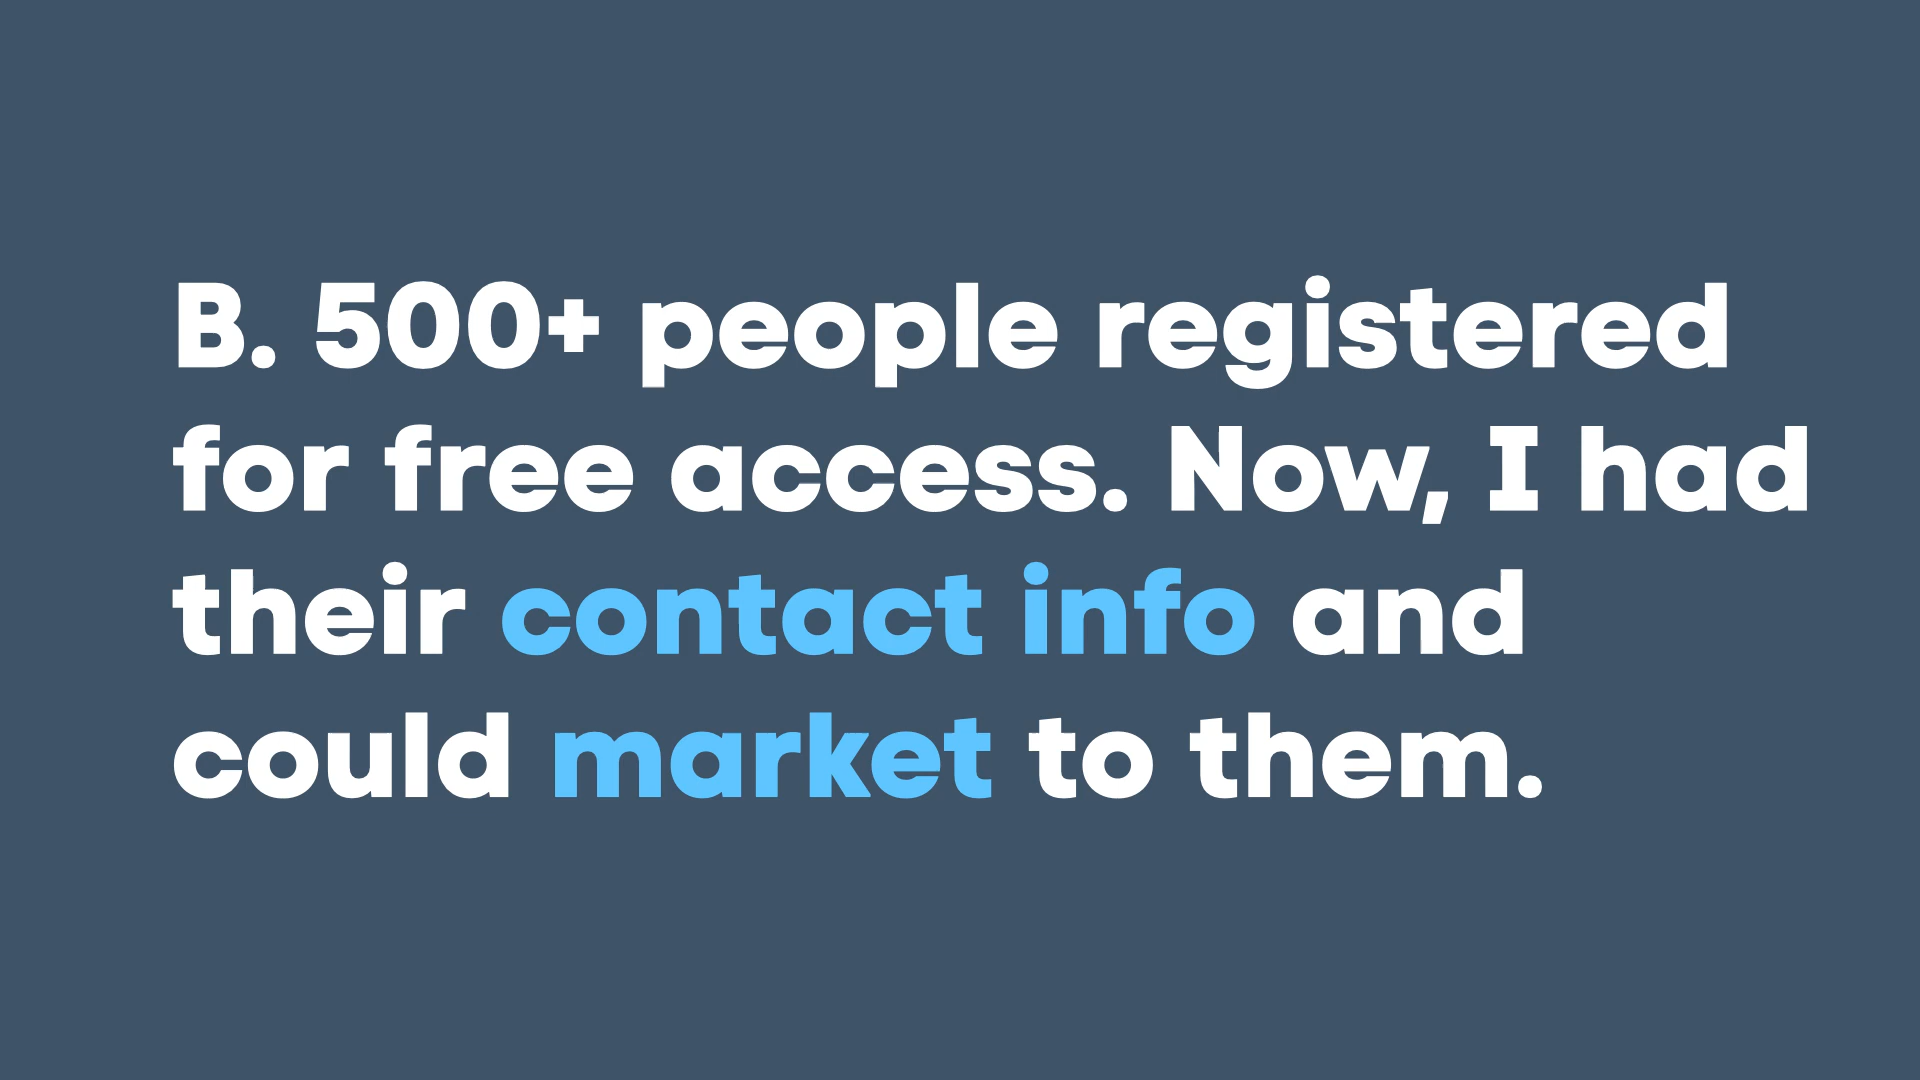 B. 500+ people registered
for free access. Now, I had
their contact info and
could market to them.